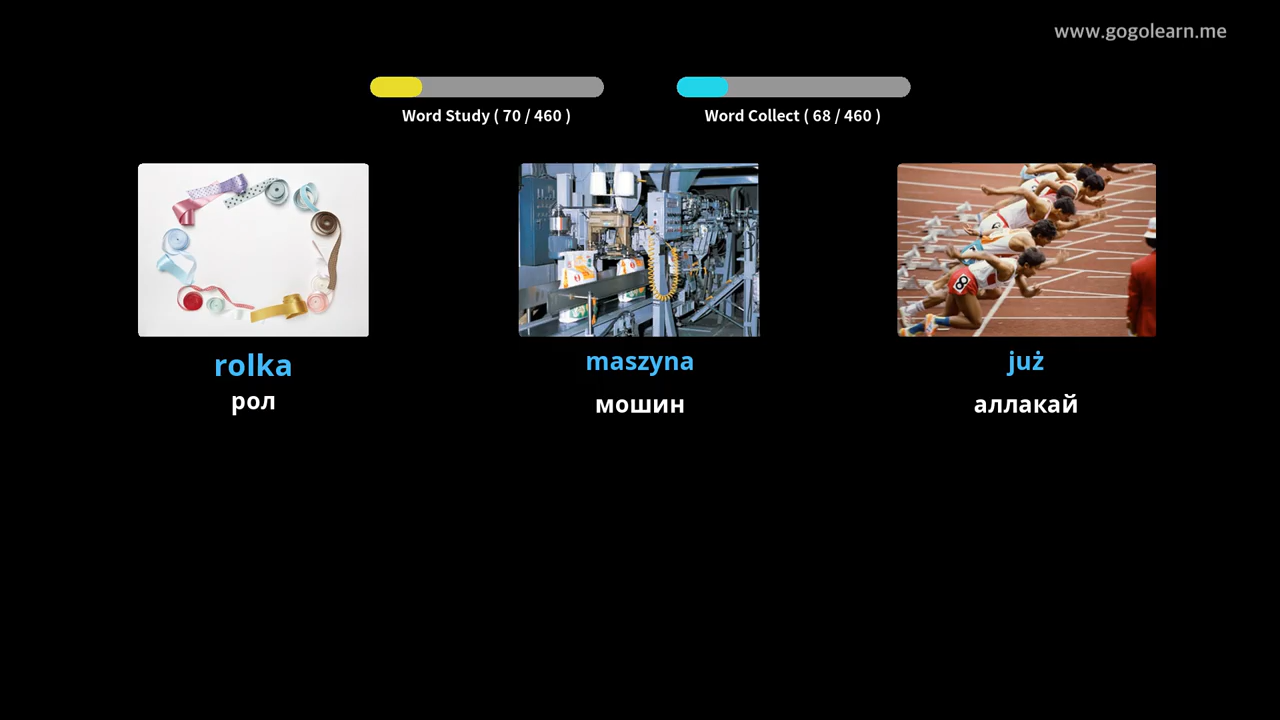 www.gogolearn.me
Word Study ( 70 / 460 )
Word Collect ( 68 / 460 )
rolka
рол
maszyna
мошин
już
аллакай